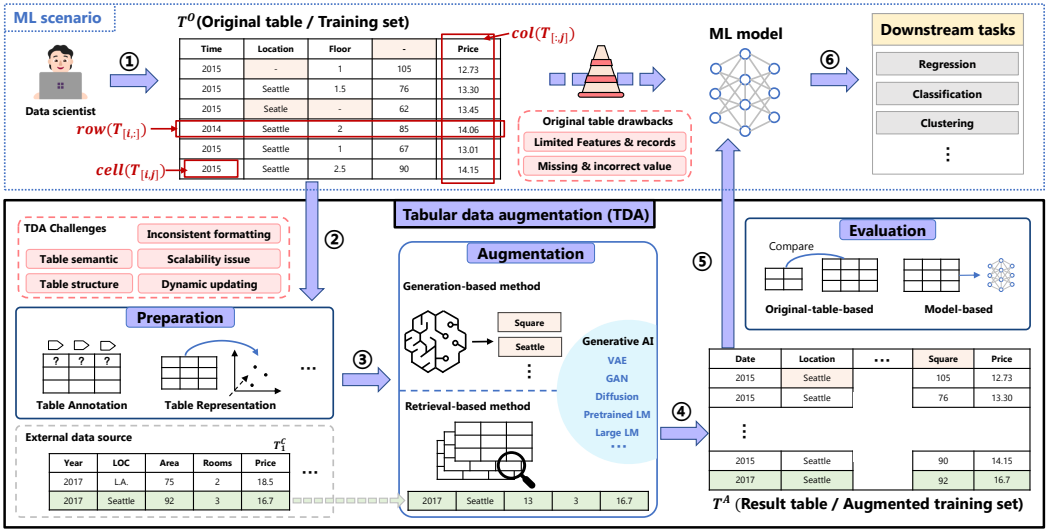 ML scenario
T^O (Original table / Training set)
col(T[:,j])
Data scientist
①
Time Location Floor - Price
2015 - 1 105 12.73
2015 Seattle 1.5 76 13.30
2015 Seatle - 62 13.45
2014 Seattle 2 85 14.06
2015 Seattle 1 67 13.01
2015 Seattle 2.5 90 14.15
row(T[i,:])
cell(T[i,j])
Original table drawbacks
Limited Features & records
Missing & incorrect value
ML model
⑥
Downstream tasks
Regression
Classification
Clustering
⋮
②
⑤
Tabular data augmentation (TDA)
TDA Challenges
Inconsistent formatting
Table semantic
Scalability issue
Table structure
Dynamic updating
Preparation
? ? ?
Table Annotation
Table Representation
...
③
External data source
T_1^C
Year LOC Area Rooms Price
2017 L.A. 75 2 18.5
2017 Seattle 92 3 16.7
...
Augmentation
Generation-based method
Square
Seattle
⋮
Generative AI
VAE
GAN
Diffusion
Pretrained LM
Large LM
...
Retrieval-based method
2017 Seattle 13 3 16.7
④
Evaluation
Compare
Original-table-based
Model-based
Date Location ... Square Price
2015 Seattle 105 12.73
2015 Seattle 76 13.30
⋮ ⋮
2015 Seattle 90 14.15
2017 Seattle 92 16.7
T^A (Result table / Augmented training set)